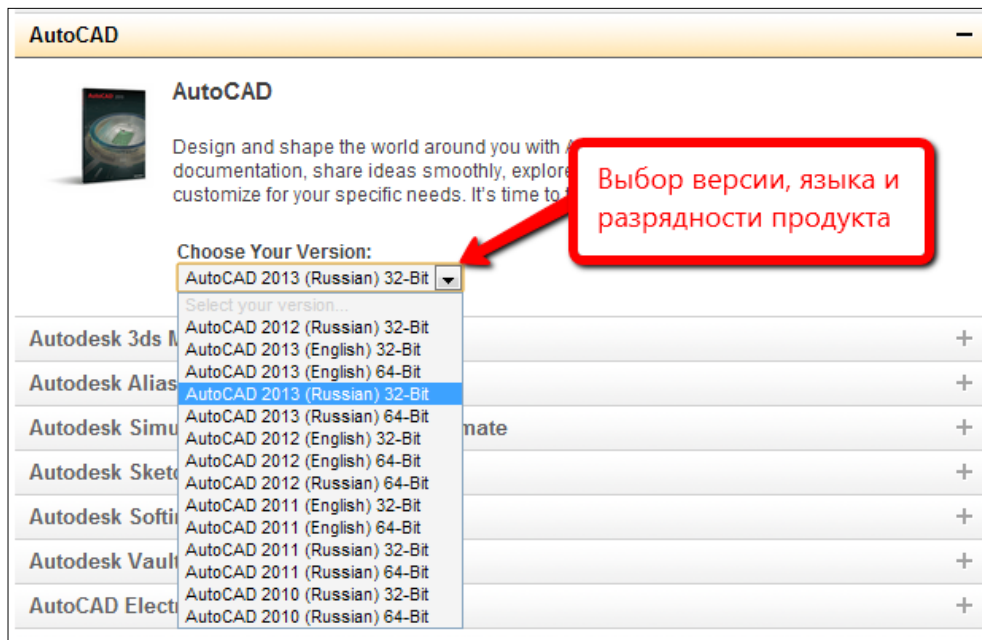 AutoCAD
AutoCAD
Design and shape the world around you with
documentation, share ideas smoothly, explore
customize for your specific needs. It's time to
Выбор версии, языка и
разрядности продукта
Choose Your Version:
AutoCAD 2013 (Russian) 32-Bit
Select your version...
AutoCAD 2012 (Russian) 32-Bit
AutoCAD 2013 (English) 32-Bit
AutoCAD 2013 (English) 64-Bit
AutoCAD 2013 (Russian) 32-Bit
AutoCAD 2013 (Russian) 64-Bit
AutoCAD 2012 (English) 32-Bit
AutoCAD 2012 (English) 64-Bit
AutoCAD 2012 (Russian) 64-Bit
AutoCAD 2011 (English) 32-Bit
AutoCAD 2011 (English) 64-Bit
AutoCAD 2011 (Russian) 32-Bit
AutoCAD 2011 (Russian) 64-Bit
AutoCAD 2010 (Russian) 32-Bit
AutoCAD 2010 (Russian) 64-Bit
Autodesk 3ds
Autodesk Alias
Autodesk Simu mate
Autodesk Sket
Autodesk Softi
Autodesk Vault
AutoCAD Elect